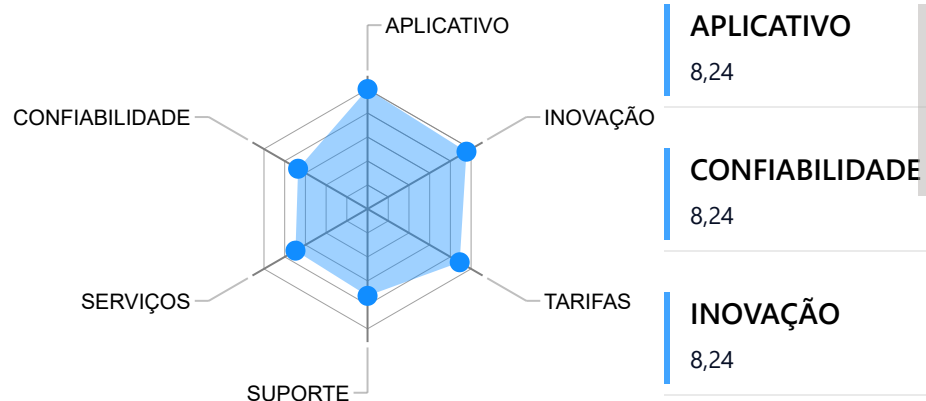 APLICATIVO
INOVAÇÃO
TARIFAS
SUPORTE
SERVIÇOS
CONFIABILIDADE
APLICATIVO
8,24
CONFIABILIDADE
8,24
INOVAÇÃO
8,24